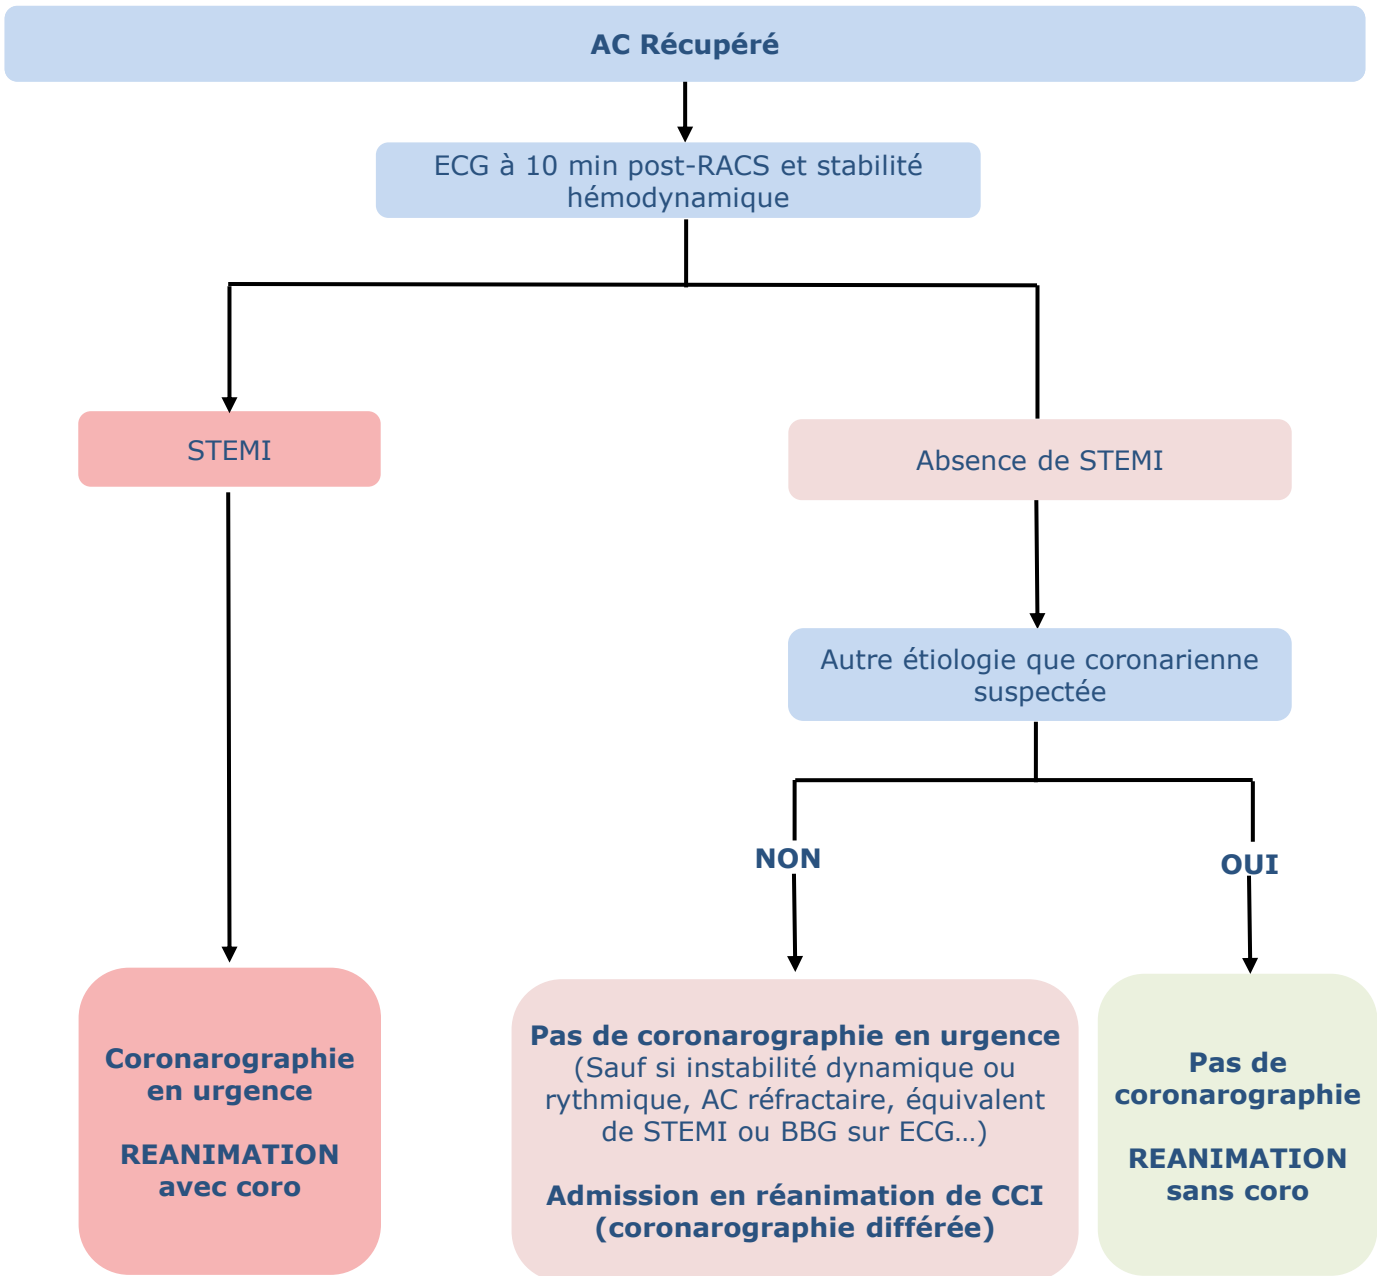 AC Récupéré
ECG à 10 min post-RACS et stabilité
hémodynamique
STEMI
Absence de STEMI
Autre étiologie que coronarienne
suspectée
NON
OUI
Coronarographie
en urgence
REANIMATION
avec coro
Pas de coronarographie en urgence
(Sauf si instabilité dynamique ou
rythmique, AC réfractaire, équivalent
de STEMI ou BBG sur ECG…)
Admission en réanimation de CCI
(coronarographie différée)
Pas de
coronarographie
REANIMATION
sans coro